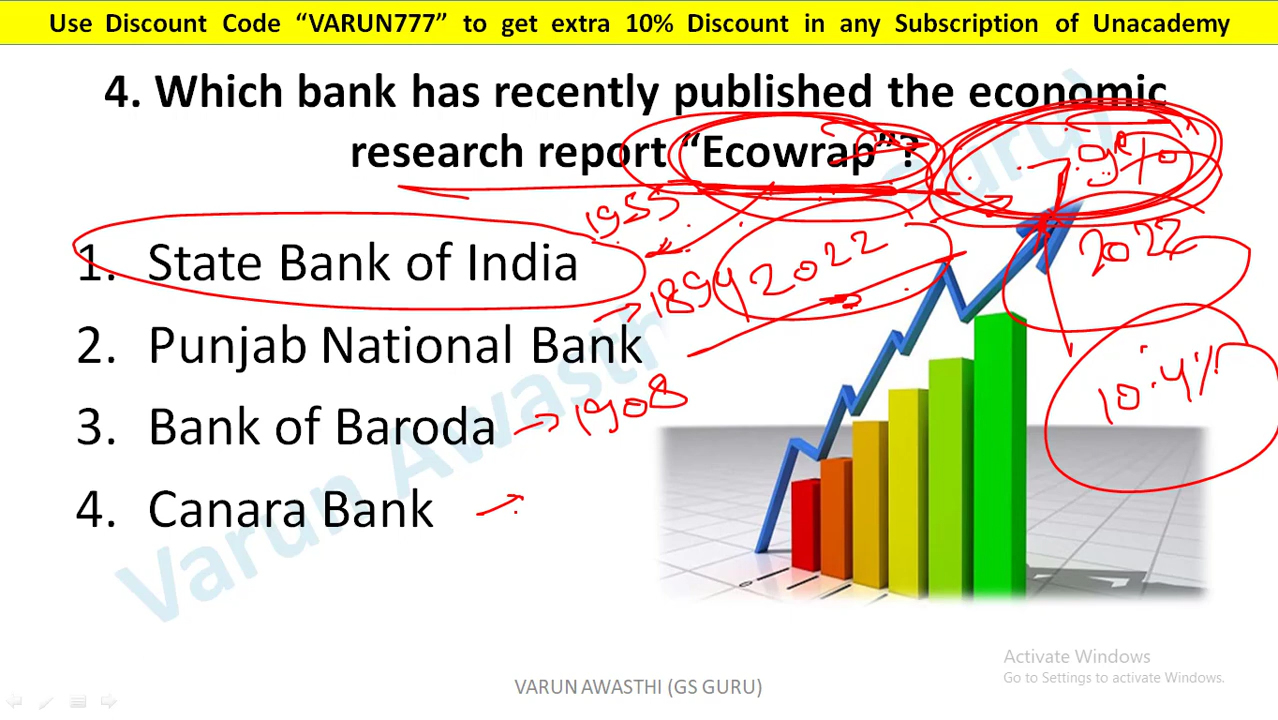 Use Discount Code “VARUN777” to get extra 10% Discount in any Subscription of Unacademy
4. Which bank has recently published the economic
research report “Ecowrap”?
1. State Bank of India
1955
2022
2022
2. Punjab National Bank
1894
10.4%
3. Bank of Baroda
1908
4. Canara Bank
Varun Awasthi Guru)
Activate Windows
Go to Settings to activate Windows.
VARUN AWASTHI (GS GURU)